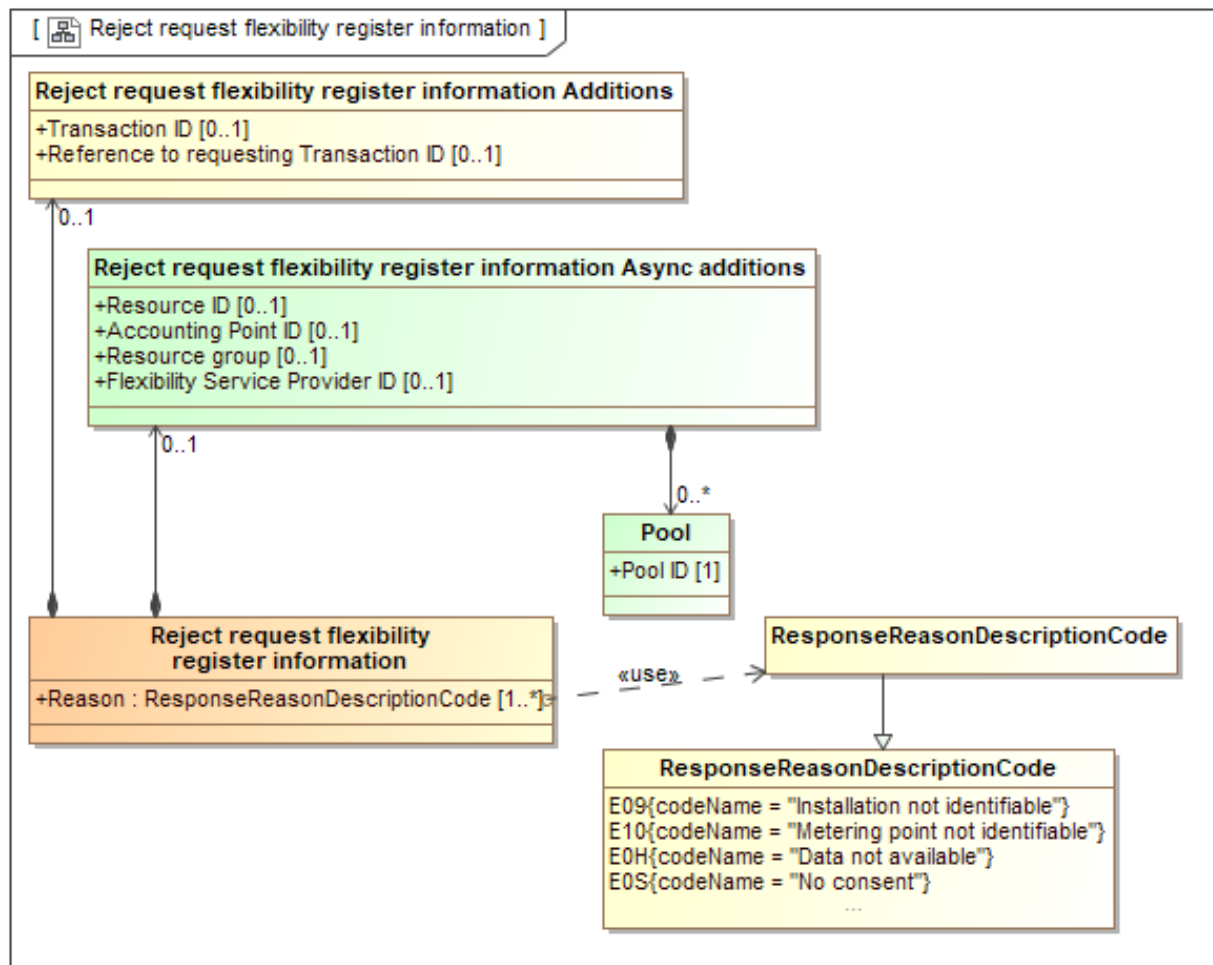 [ Reject request flexibility register information ]
Reject request flexibility register information Additions
+Transaction ID [0..1]
+Reference to requesting Transaction ID [0..1]
0..1
Reject request flexibility register information Async additions
+Resource ID [0..1]
+Accounting Point ID [0..1]
+Resource group [0..1]
+Flexibility Service Provider ID [0..1]
0..1
0..*
Pool
+Pool ID [1]
Reject request flexibility
register information
+Reason : ResponseReasonDescriptionCode [1..*]
«use»
ResponseReasonDescriptionCode
ResponseReasonDescriptionCode
E09{codeName = "Installation not identifiable"}
E10{codeName = "Metering point not identifiable"}
E0H{codeName = "Data not available"}
E0S{codeName = "No consent"}
...